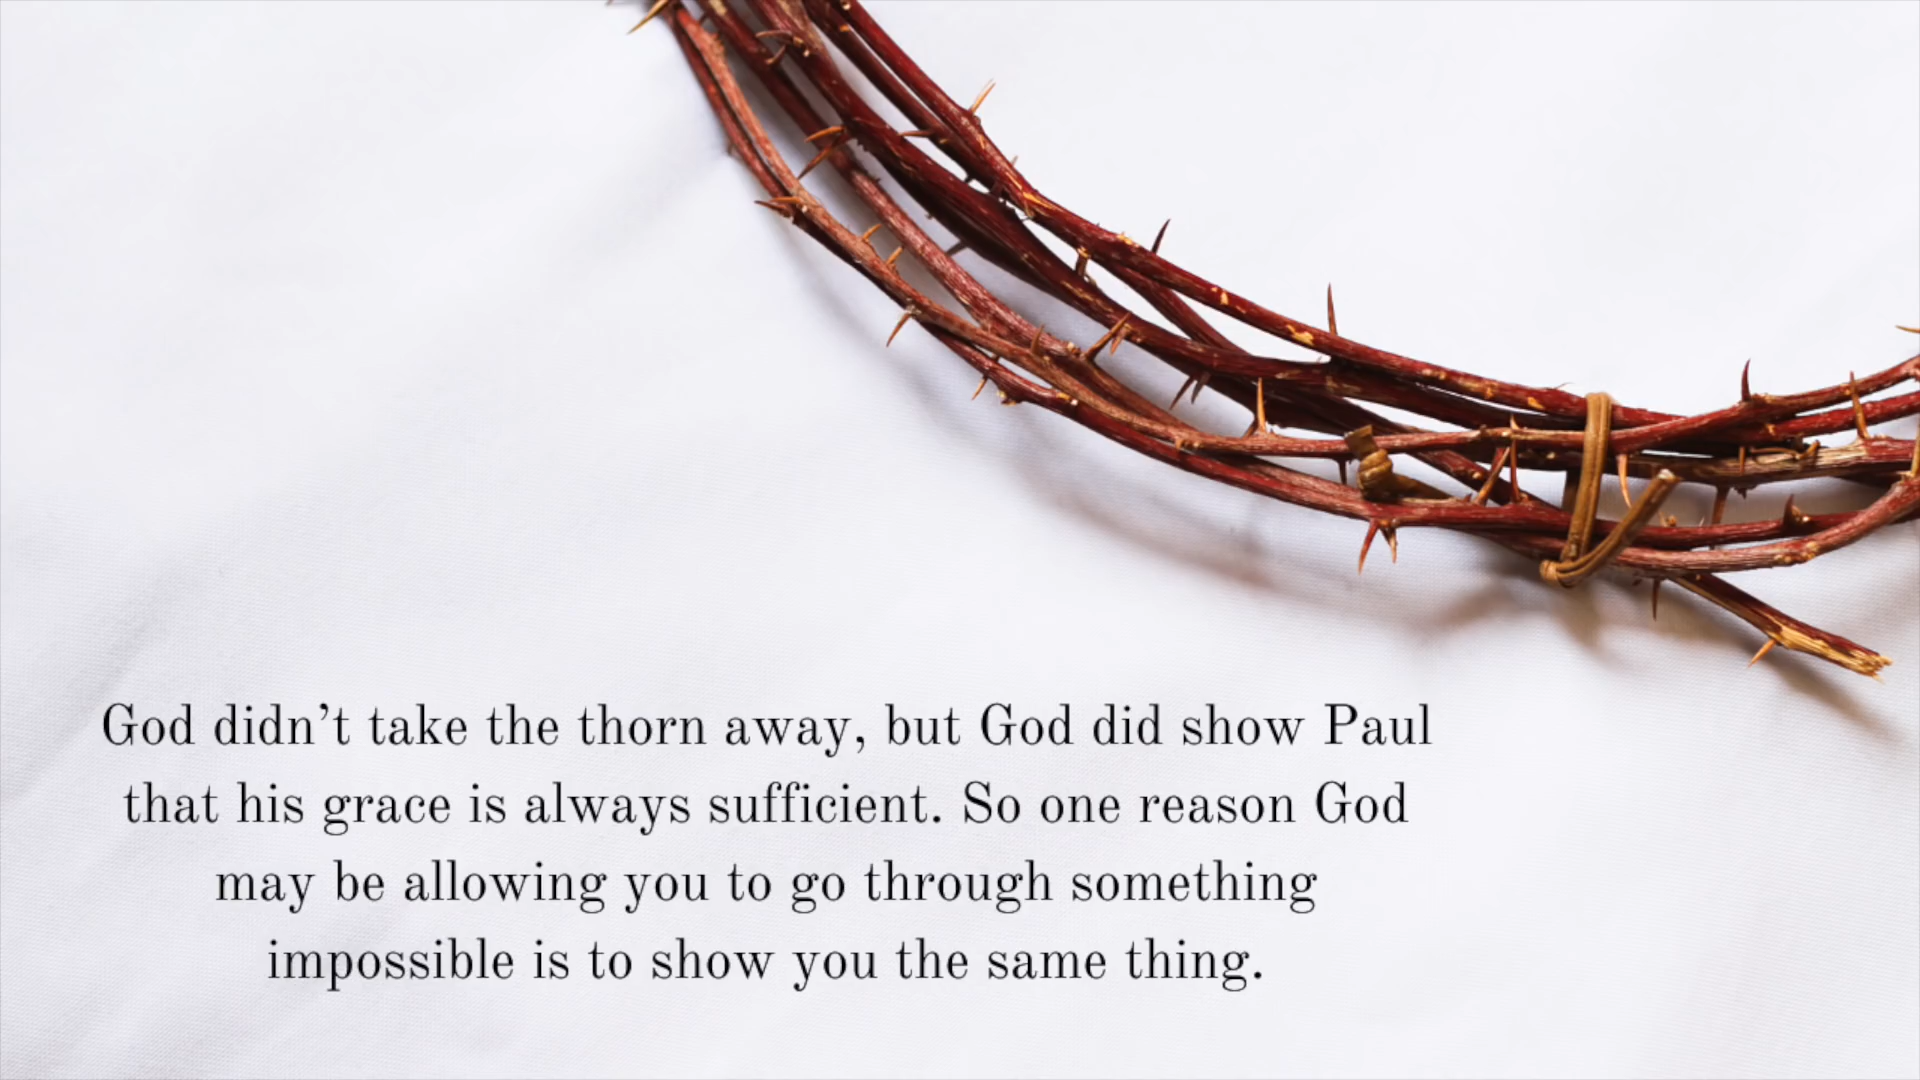 God didn’t take the thorn away, but God did show Paul
that his grace is always sufficient. So one reason God
may be allowing you to go through something
impossible is to show you the same thing.